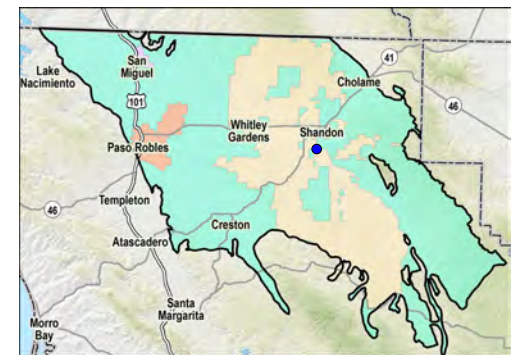 San
Miguel
Lake
Nacimiento
41
Cholame
101
46
Whitley
Gardens
Shandon
Paso Robles
Templeton
46
Creston
Atascadero
Santa
Margarita
Morro
Bay